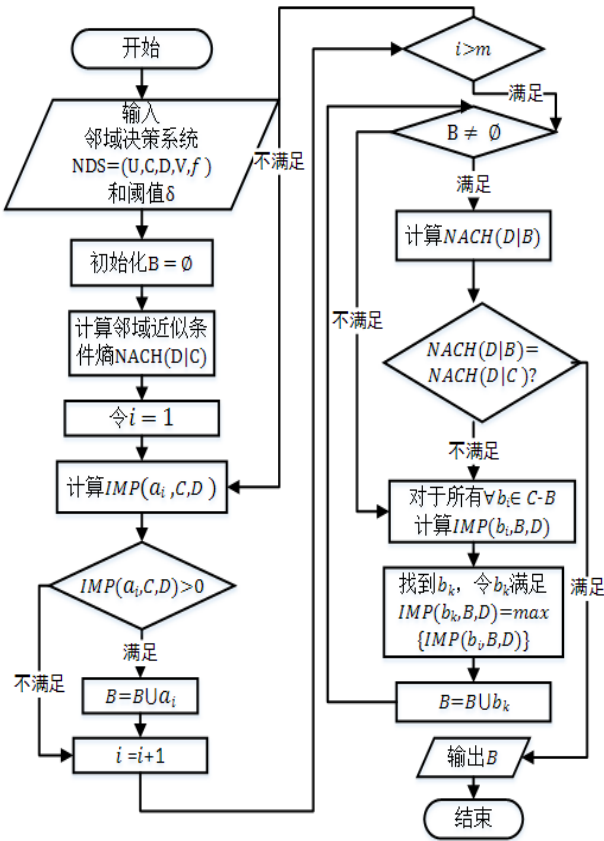 开始
输入
邻域决策系统
NDS=(U,C,D,V,f)
和阈值δ
初始化B = ∅
计算邻域近似条
件熵NACH(D|C)
令i = 1
计算IMP(aᵢ,C,D)
IMP(aᵢ,C,D)>0
满足
不满足
B=B∪aᵢ
i=i+1
i>m
满足
不满足
B≠ ∅
满足
不满足
计算NACH(D|B)
NACH(D|B)=
NACH(D|C)?
不满足
满足
对于所有∀bᵢ∈ C-B
计算IMP(bᵢ,B,D)
找到bₖ，令bₖ满足
IMP(bₖ,B,D)=max
{IMP(bᵢ,B,D)}
B=B∪bₖ
输出B
结束